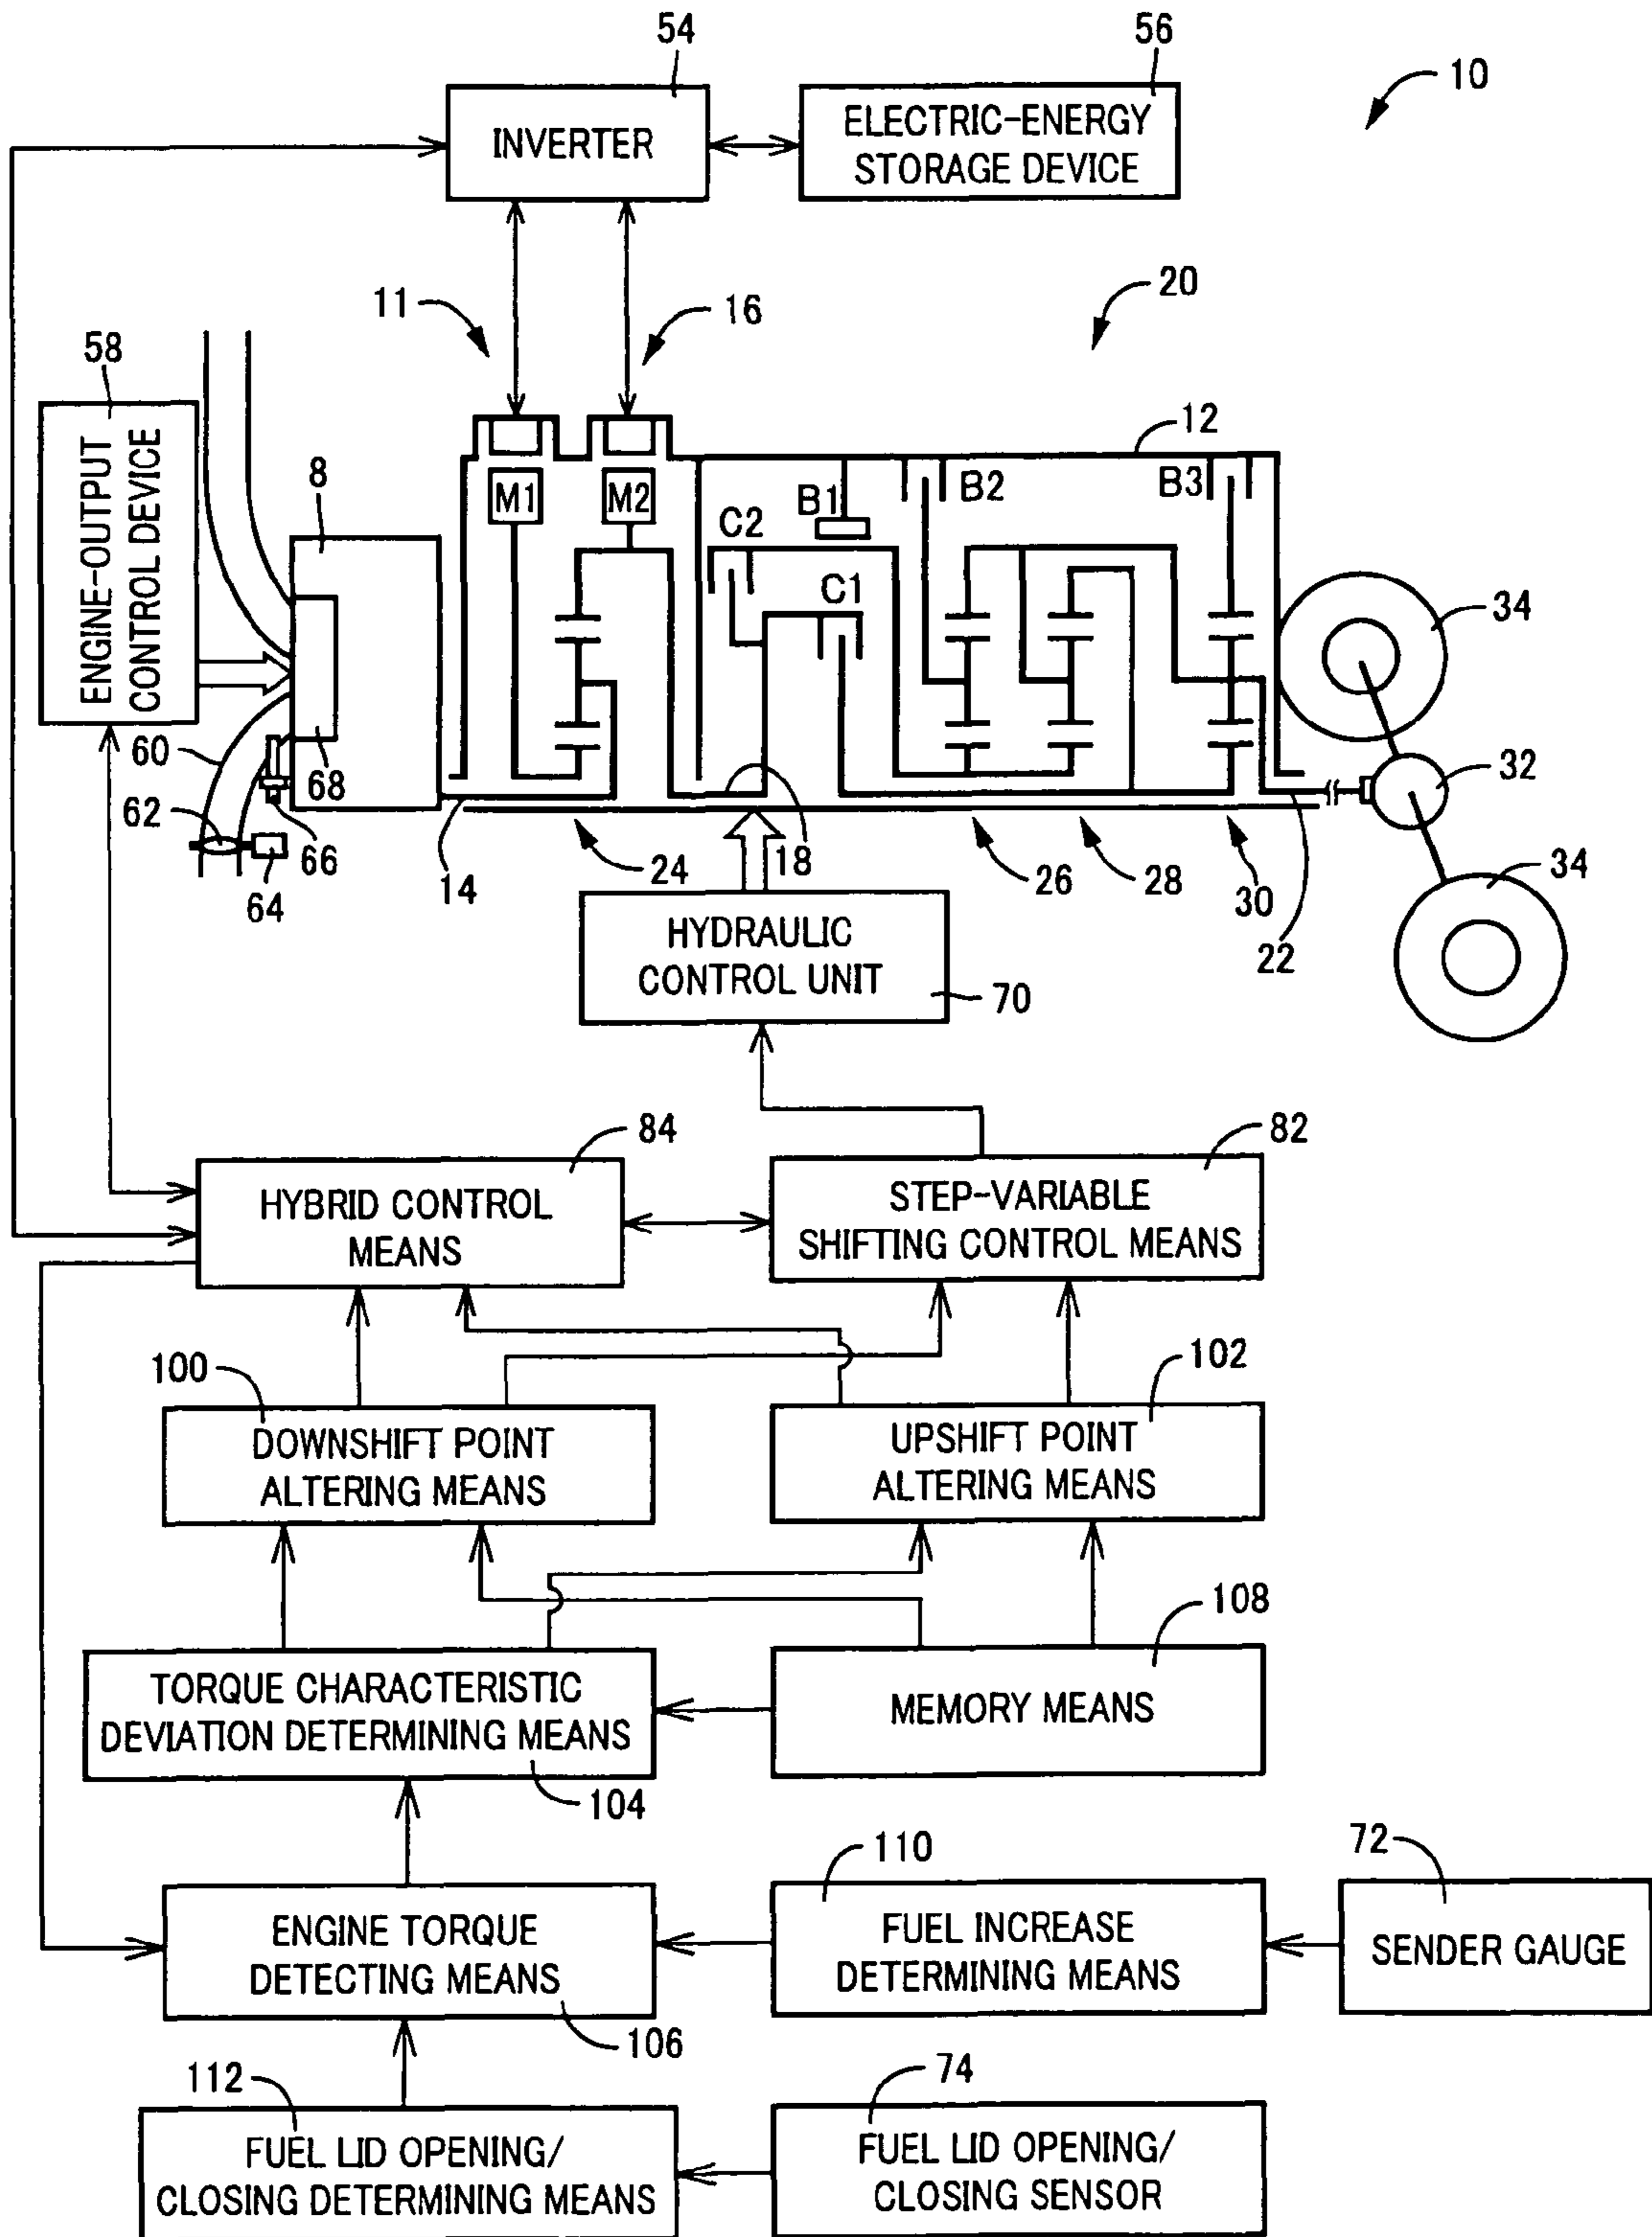 54
56
10
INVERTER
ELECTRIC-ENERGY
STORAGE DEVICE
11
16
20
58
ENGINE-OUTPUT
CONTROL DEVICE
8
12
M1
M2
C2
B1
B2
B3
C1
34
60
68
62
66
64
14
24
18
26
28
30
22
32
34
HYDRAULIC
CONTROL UNIT
70
84
82
HYBRID CONTROL
MEANS
STEP-VARIABLE
SHIFTING CONTROL MEANS
100
102
DOWNSHIFT POINT
ALTERING MEANS
UPSHIFT POINT
ALTERING MEANS
108
TORQUE CHARACTERISTIC
DEVIATION DETERMINING MEANS
MEMORY MEANS
104
110
72
ENGINE TORQUE
DETECTING MEANS
FUEL INCREASE
DETERMINING MEANS
SENDER GAUGE
106
112
74
FUEL LID OPENING/
CLOSING DETERMINING MEANS
FUEL LID OPENING/
CLOSING SENSOR